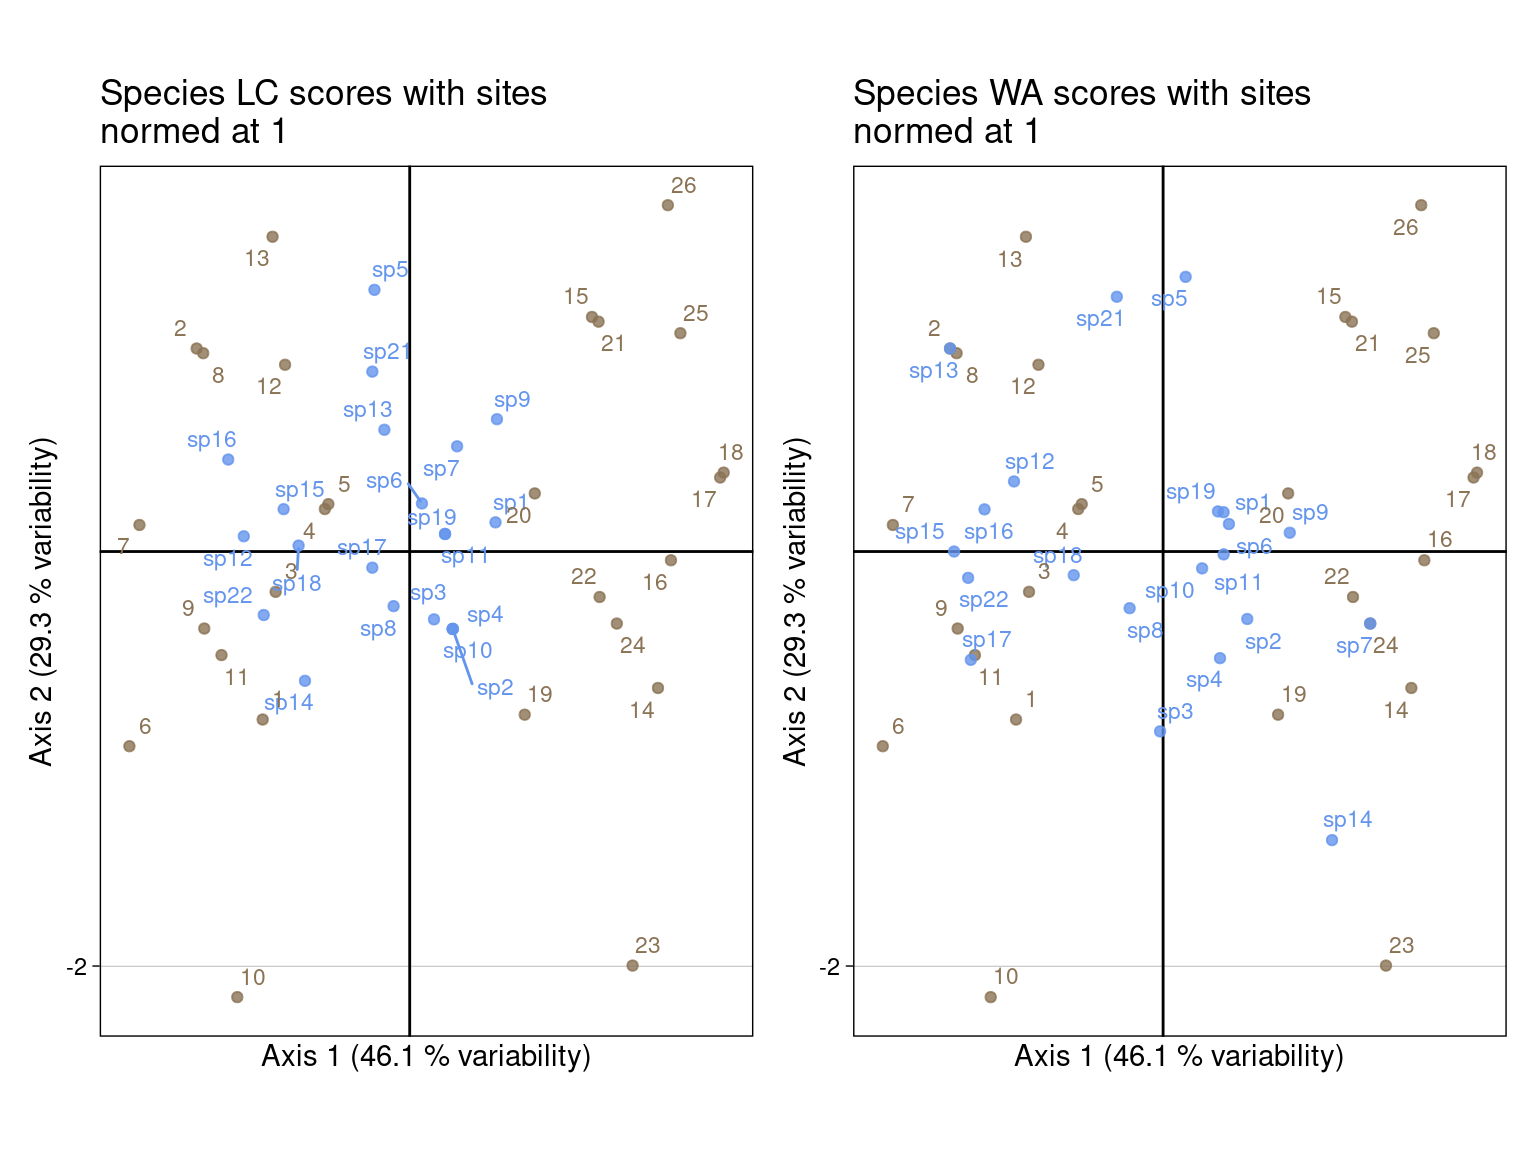 Species LC scores with sites
normed at 1
26
13
sp5
15
25
2
21
sp21
8
12
sp9
sp13
sp16
18
sp7
sp6
5
sp15
17
sp1
20
sp19
4
7
sp17
sp12
sp11
3
22
16
sp18
sp22
sp3
9
sp4
sp8
24
sp10
11
sp2
19
1
sp14
14
6
23
-2
10
Axis 1 (46.1 % variability)
Axis 2 (29.3 % variability)
Species WA scores with sites
normed at 1
26
13
sp5
15
sp21
2
21
25
sp13
8
12
18
sp12
5
sp19
17
7
sp1
20
sp9
sp15
sp16
4
16
sp6
sp18
3
22
sp11
sp10
sp22
9
sp8
sp17
sp2
sp7
24
11
sp4
19
1
14
sp3
6
sp14
23
-2
10
Axis 1 (46.1 % variability)
Axis 2 (29.3 % variability)